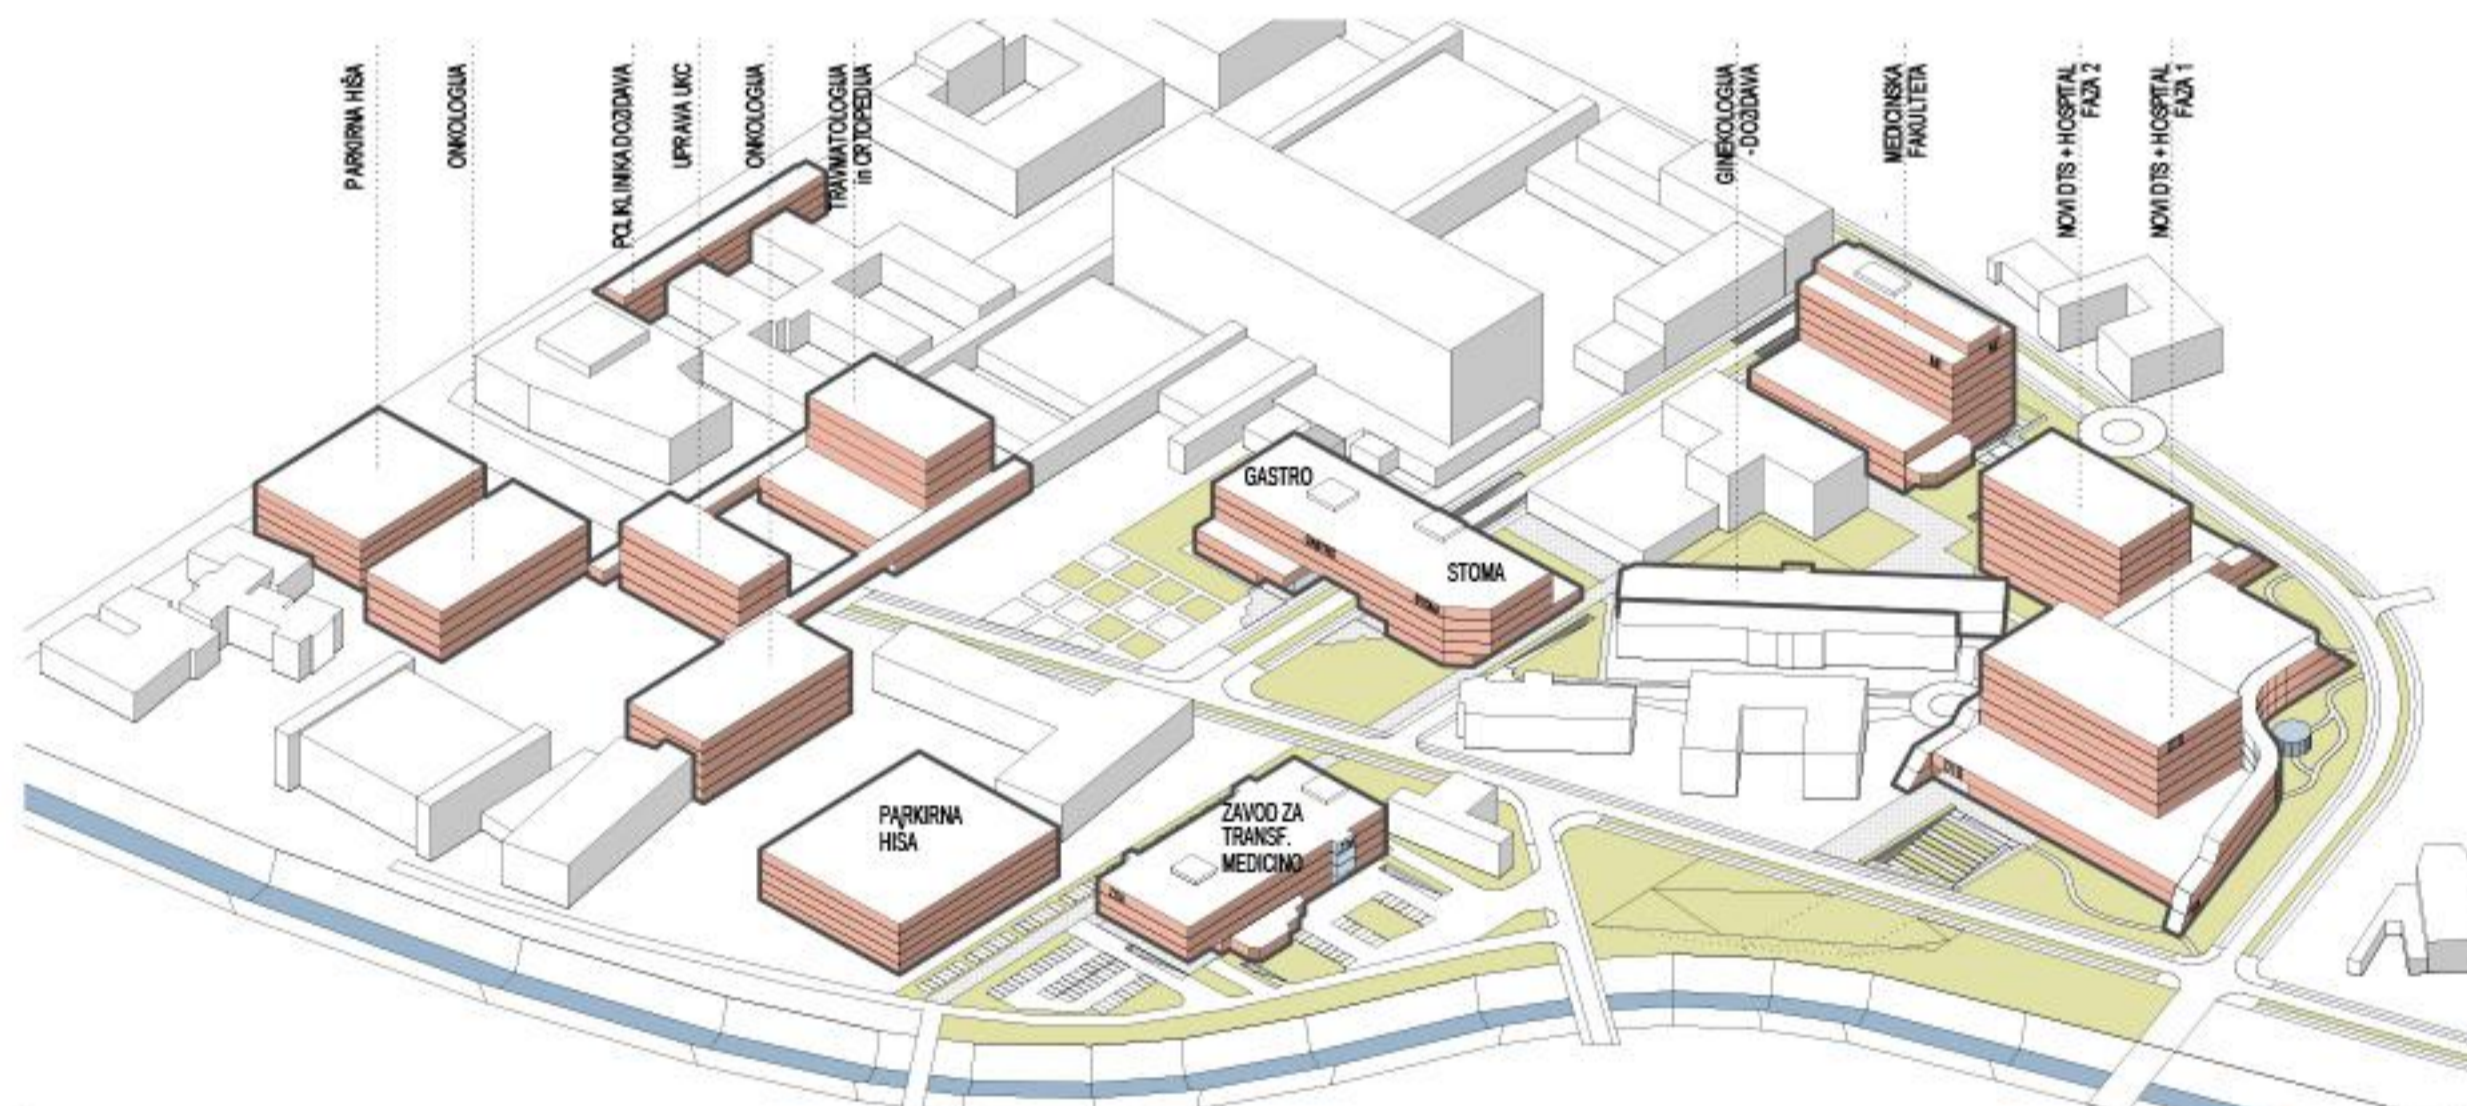 PARKIRNA HIŠA
ONKOLOGIJA
POLIKLINIKA DOZIDAVA
UPRAVA UKC
ONKOLOGIJA
TRAVMATOLOGIJA
in ORTOPEDIJA
GINEKOLOGIJA
- DOZIDAVA
MEDICINSKA
FAKULTETA
NOVI DTS + HOSPITAL
FAZA 2
NOVI DTS + HOSPITAL
FAZA 1
GASTRO
STOMA
PARKIRNA
HIŠA
ZAVOD ZA
TRANSF.
MEDICINO